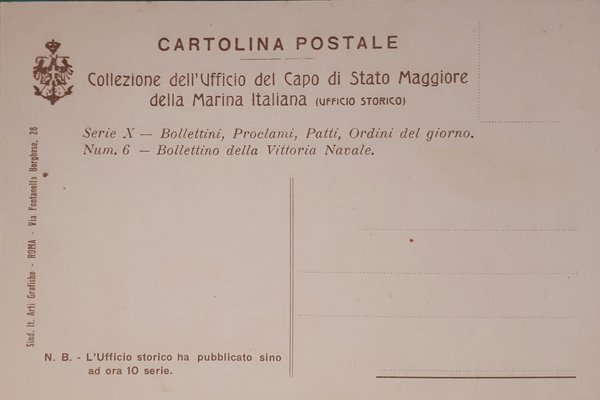 CARTOLINA POSTALE
Collezione dell'Ufficio del Capo di Stato Maggiore
della Marina Italiana (UFFICIO STORICO)
Serie X — Bollettini, Proclami, Patti, Ordini del giorno.
Num. 6 — Bollettino della Vittoria Navale.
Sind. It. Arti Grafiche - ROMA - Via Fontanella Borghese, 28
N. B. - L'Ufficio storico ha pubblicato sino
ad ora 10 serie.